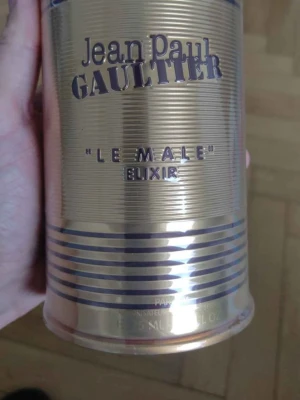 Jean Paul
GAULTIER
"LE MALE"
ELIXIR